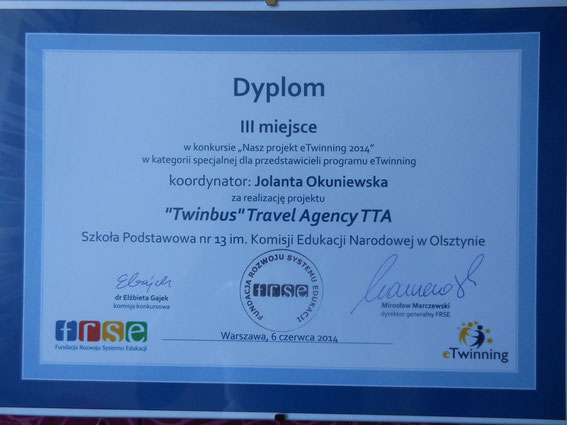 Dyplom
III miejsce
w konkursie „Nasz projekt eTwinning 2014”
w kategorii specjalnej dla przedstawicieli programu eTwinning
koordynator: Jolanta Okuniewska
za realizację projektu
"Twinbus" Travel Agency TTA
Szkoła Podstawowa nr 13 im. Komisji Edukacji Narodowej w Olsztynie
dr Elżbieta Gajek
komisja konkursowa
FUNDACJA ROZWOJU SYSTEMU EDUKACJI
frse
Mirosław Marczewski
dyrektor generalny FRSE
frse
Fundacja Rozwoju Systemu Edukacji
Warszawa, 6 czerwca 2014
eTwinning